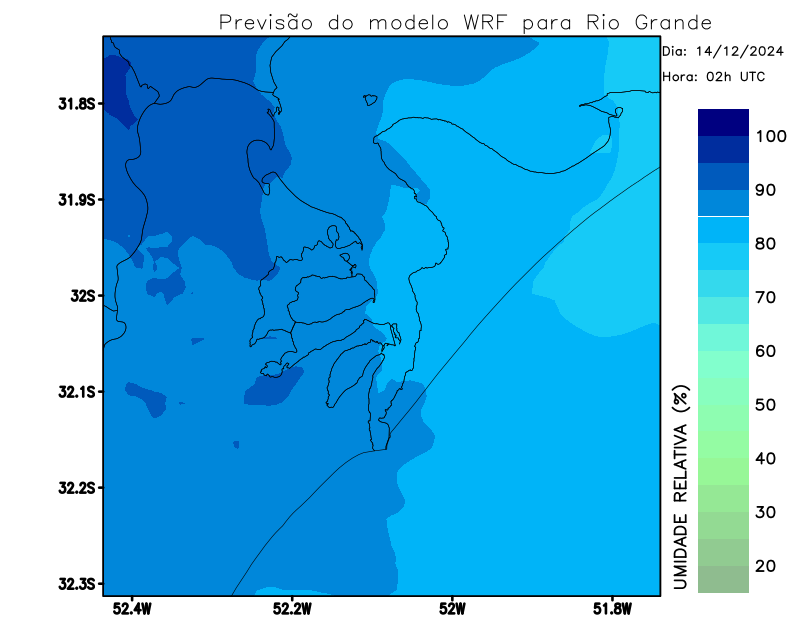 Previsão do modelo WRF para Rio Grande
Dia: 14/12/2024
Hora: 02h UTC
31.8S
31.9S
32S
32.1S
32.2S
32.3S
52.4W
52.2W
52W
51.8W
100
90
80
70
60
50
40
30
20
UMIDADE RELATIVA (%)